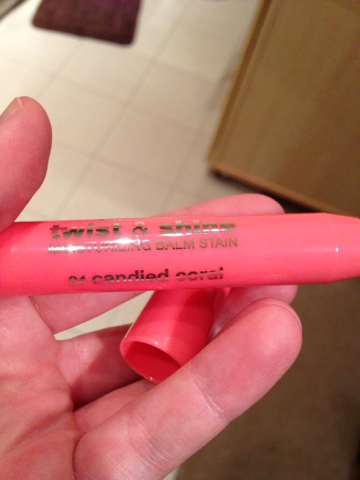 twist & shine
MOISTURIZING BALM STAIN
04 candied coral